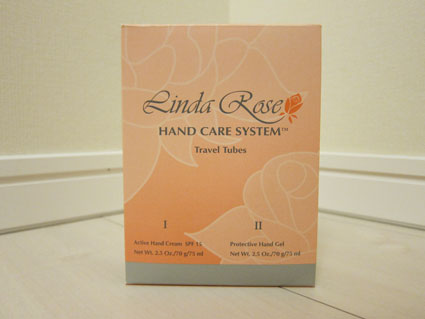 Linda Rose
HAND CARE SYSTEM™
Travel Tubes
I
II
Active Hand Cream SPF 15
Net Wt. 2.5 Oz./70 g/75 ml
Protective Hand Gel
Net Wt. 2.5 Oz./70 g/75 ml